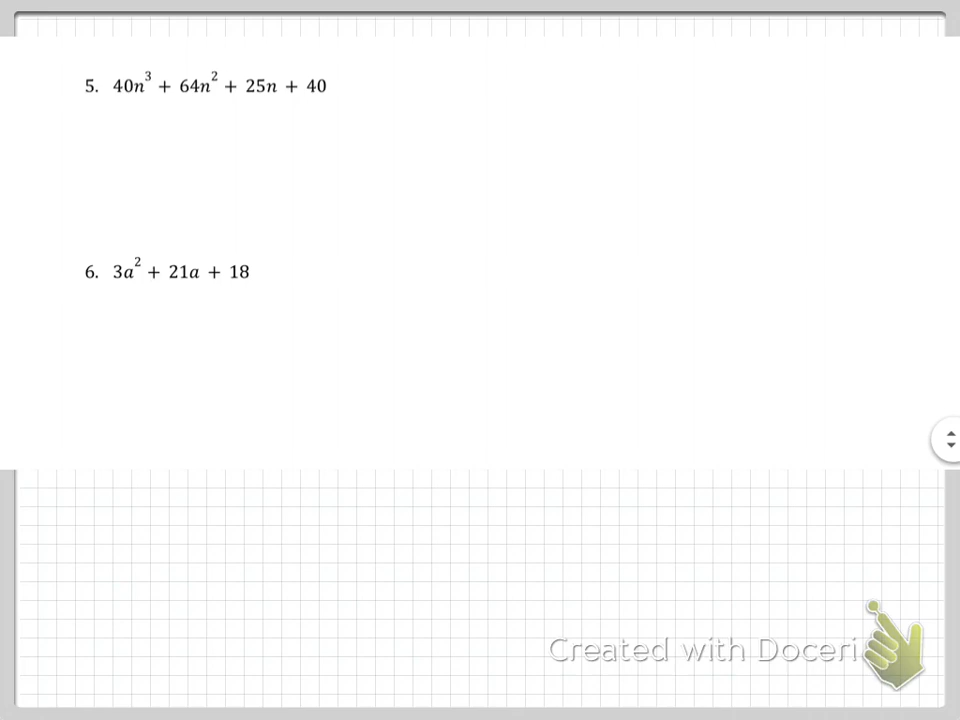 5. 40n³ + 64n² + 25n + 40
6. 3a² + 21a + 18
Created with Doceri